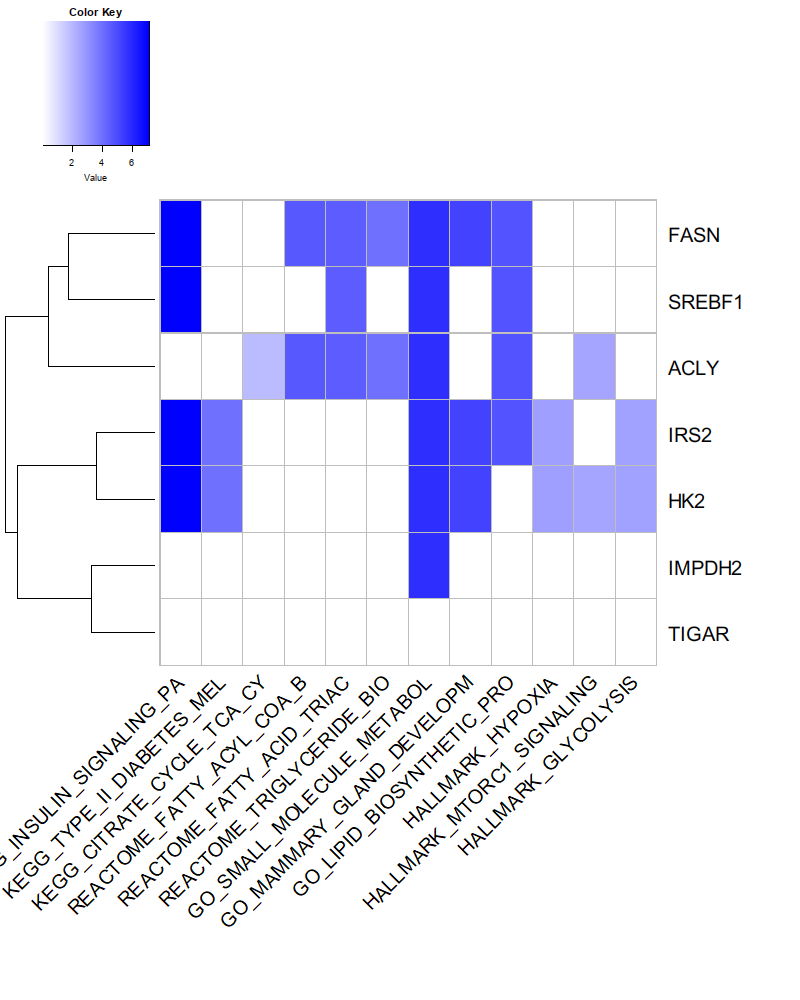 Color Key
2 4 6
Value
FASN
SREBF1
ACLY
IRS2
HK2
IMPDH2
TIGAR
G_INSULIN_SIGNALING_PA
KEGG_TYPE_II_DIABETES_MEL
KEGG_CITRATE_CYCLE_TCA_CY
REACTOME_FATTY_ACYL_COA_B
REACTOME_FATTY_ACID_TRIAC
REACTOME_TRIGLYCERIDE_BIO
GO_SMALL_MOLECULE_METABOL
GO_MAMMARY_GLAND_DEVELOPM
GO_LIPID_BIOSYNTHETIC_PRO
HALLMARK_HYPOXIA
HALLMARK_MTORC1_SIGNALING
HALLMARK_GLYCOLYSIS